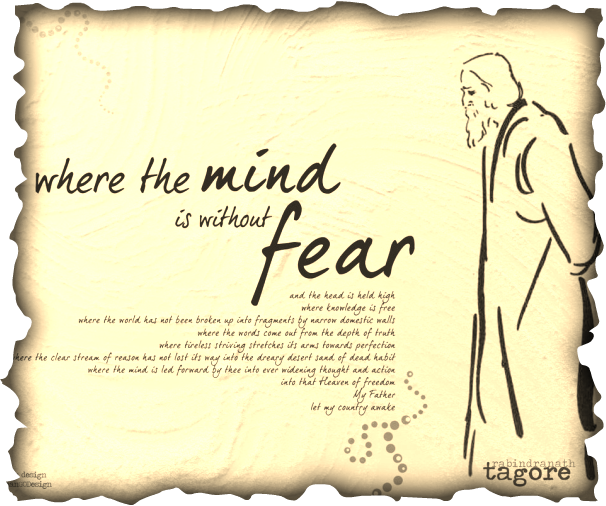 where the mind
is without
fear
and the head is held high
where knowledge is free
where the world has not been broken up into fragments by narrow domestic walls
where the words come out from the depth of truth
where tireless striving stretches its arms towards perfection
here the clear stream of reason has not lost its way into the dreary desert sand of dead habit
where the mind is led forward by thee into ever widening thought and action
into that Heaven of freedom
My Father
let my country awake
rabindranath
tagore
design
Design